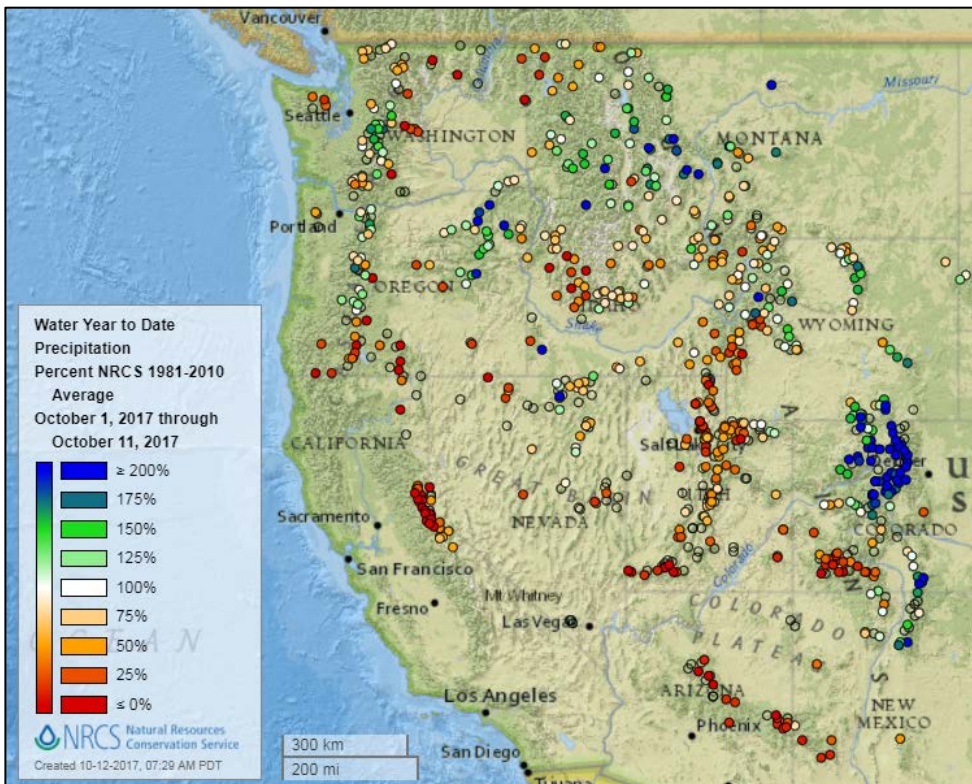 Vancouver
Missouri
Seattle
WASHINGTON
MONTANA
Portland
OREGON
Snake
WYOMING
CALIFORNIA
Salt Lake City
Denver
GREAT BASIN
UTAH
NEVADA
COLORADO
Sacramento
San Francisco
Colorado
Mt Whitney
Fresno
Las Vegas
COLORADO
PLATEAU
ARIZONA
Los Angeles
Phoenix
NEW
MEXICO
San Diego
Tijuana
OCEAN
Water Year to Date
Precipitation
Percent NRCS 1981-2010
Average
October 1, 2017 through
October 11, 2017
≥ 200%
175%
150%
125%
100%
75%
50%
25%
≤ 0%
NRCS Natural Resources
Conservation Service
Created 10-12-2017, 07:29 AM PDT
300 km
200 mi